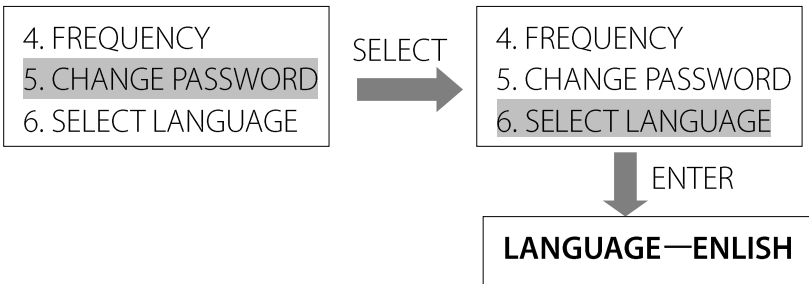 4. FREQUENCY
5. CHANGE PASSWORD
6. SELECT LANGUAGE
SELECT
4. FREQUENCY
5. CHANGE PASSWORD
6. SELECT LANGUAGE
ENTER
LANGUAGE—ENLISH